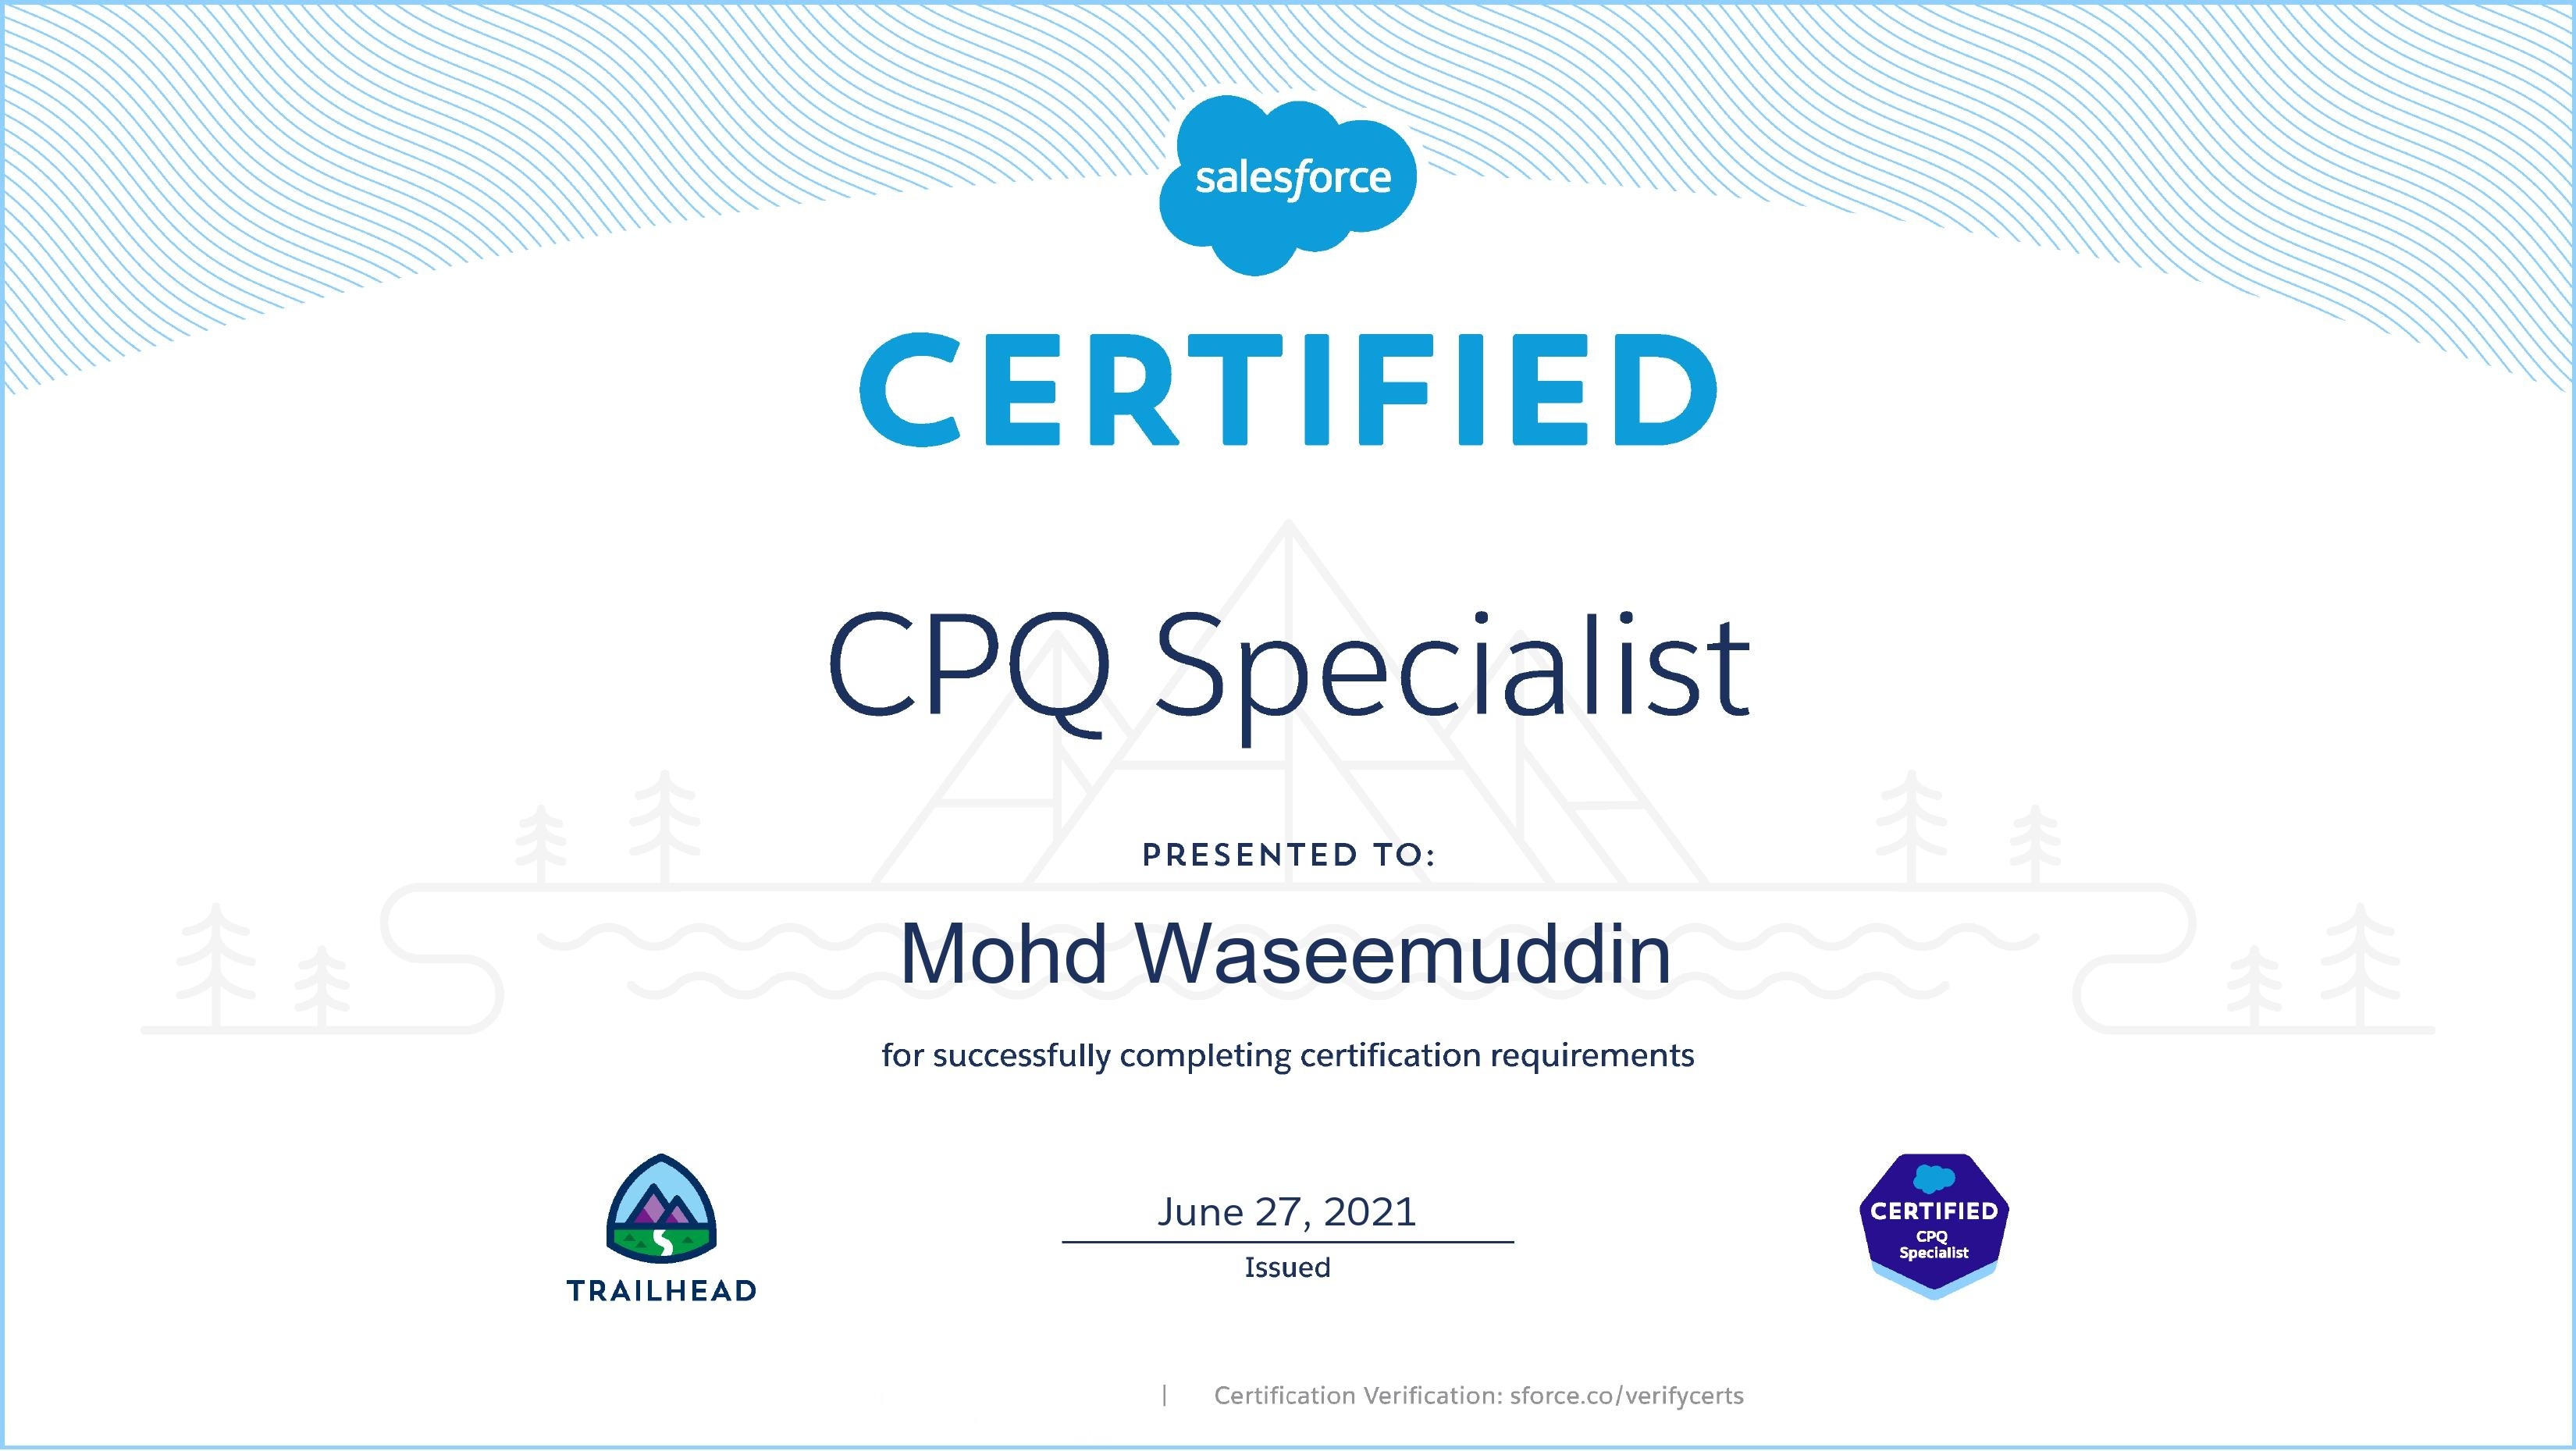 salesforce
CERTIFIED
CPQ Specialist
PRESENTED TO:
Mohd Waseemuddin
for successfully completing certification requirements
TRAILHEAD
June 27, 2021
Issued
CERTIFIED
CPQ
Specialist
| Certification Verification: sforce.co/verifycerts